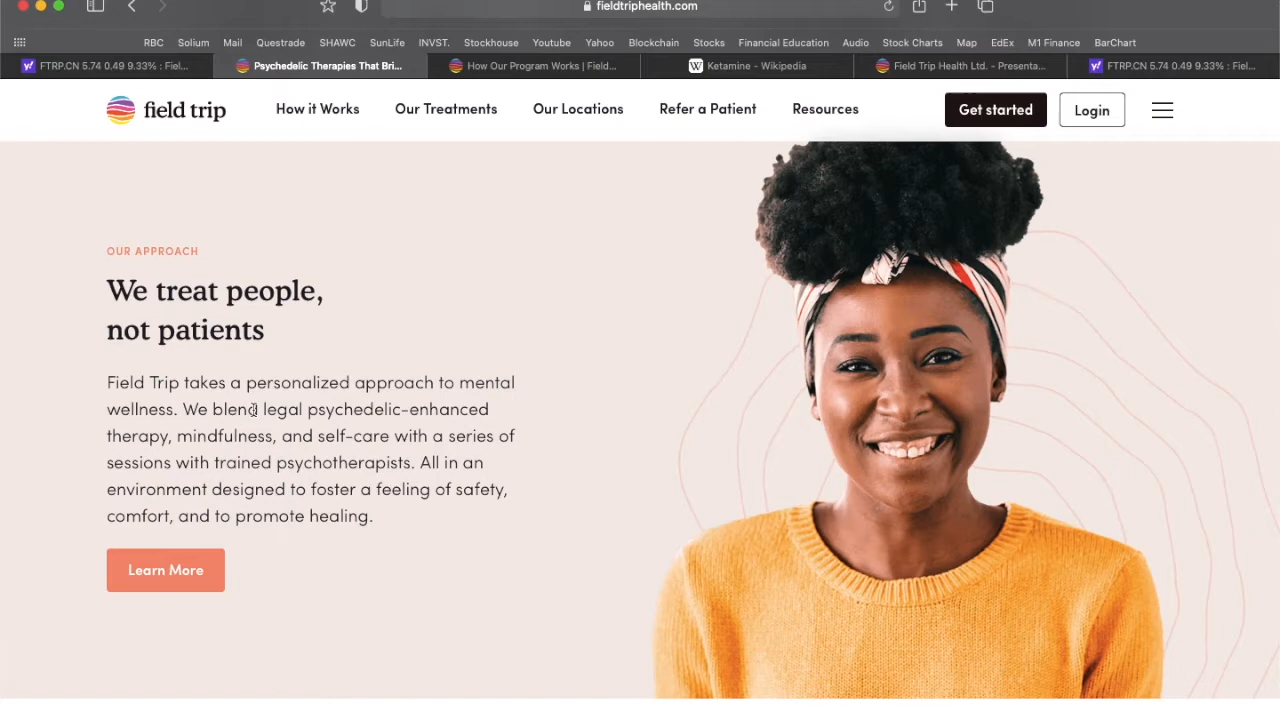 fieldtriphealth.com
RBC Solium Mail Questrade SHAWC SunLife INVST. Stockhouse Youtube Yahoo Blockchain Stocks Financial Education Audio Stock Charts Map EdEx M1 Finance BarChart
FTRP.CN 5.74 0.49 9.33% : Fiel... Psychedelic Therapies That Bri... How Our Program Works | Field... W Ketamine - Wikipedia Field Trip Health Ltd. - Presenta... FTRP.CN 5.74 0.49 9.33% : Fiel...
field trip How it Works Our Treatments Our Locations Refer a Patient Resources Get started Login
OUR APPROACH
We treat people,
not patients
Field Trip takes a personalized approach to mental
wellness. We blend legal psychedelic-enhanced
therapy, mindfulness, and self-care with a series of
sessions with trained psychotherapists. All in an
environment designed to foster a feeling of safety,
comfort, and to promote healing.
Learn More